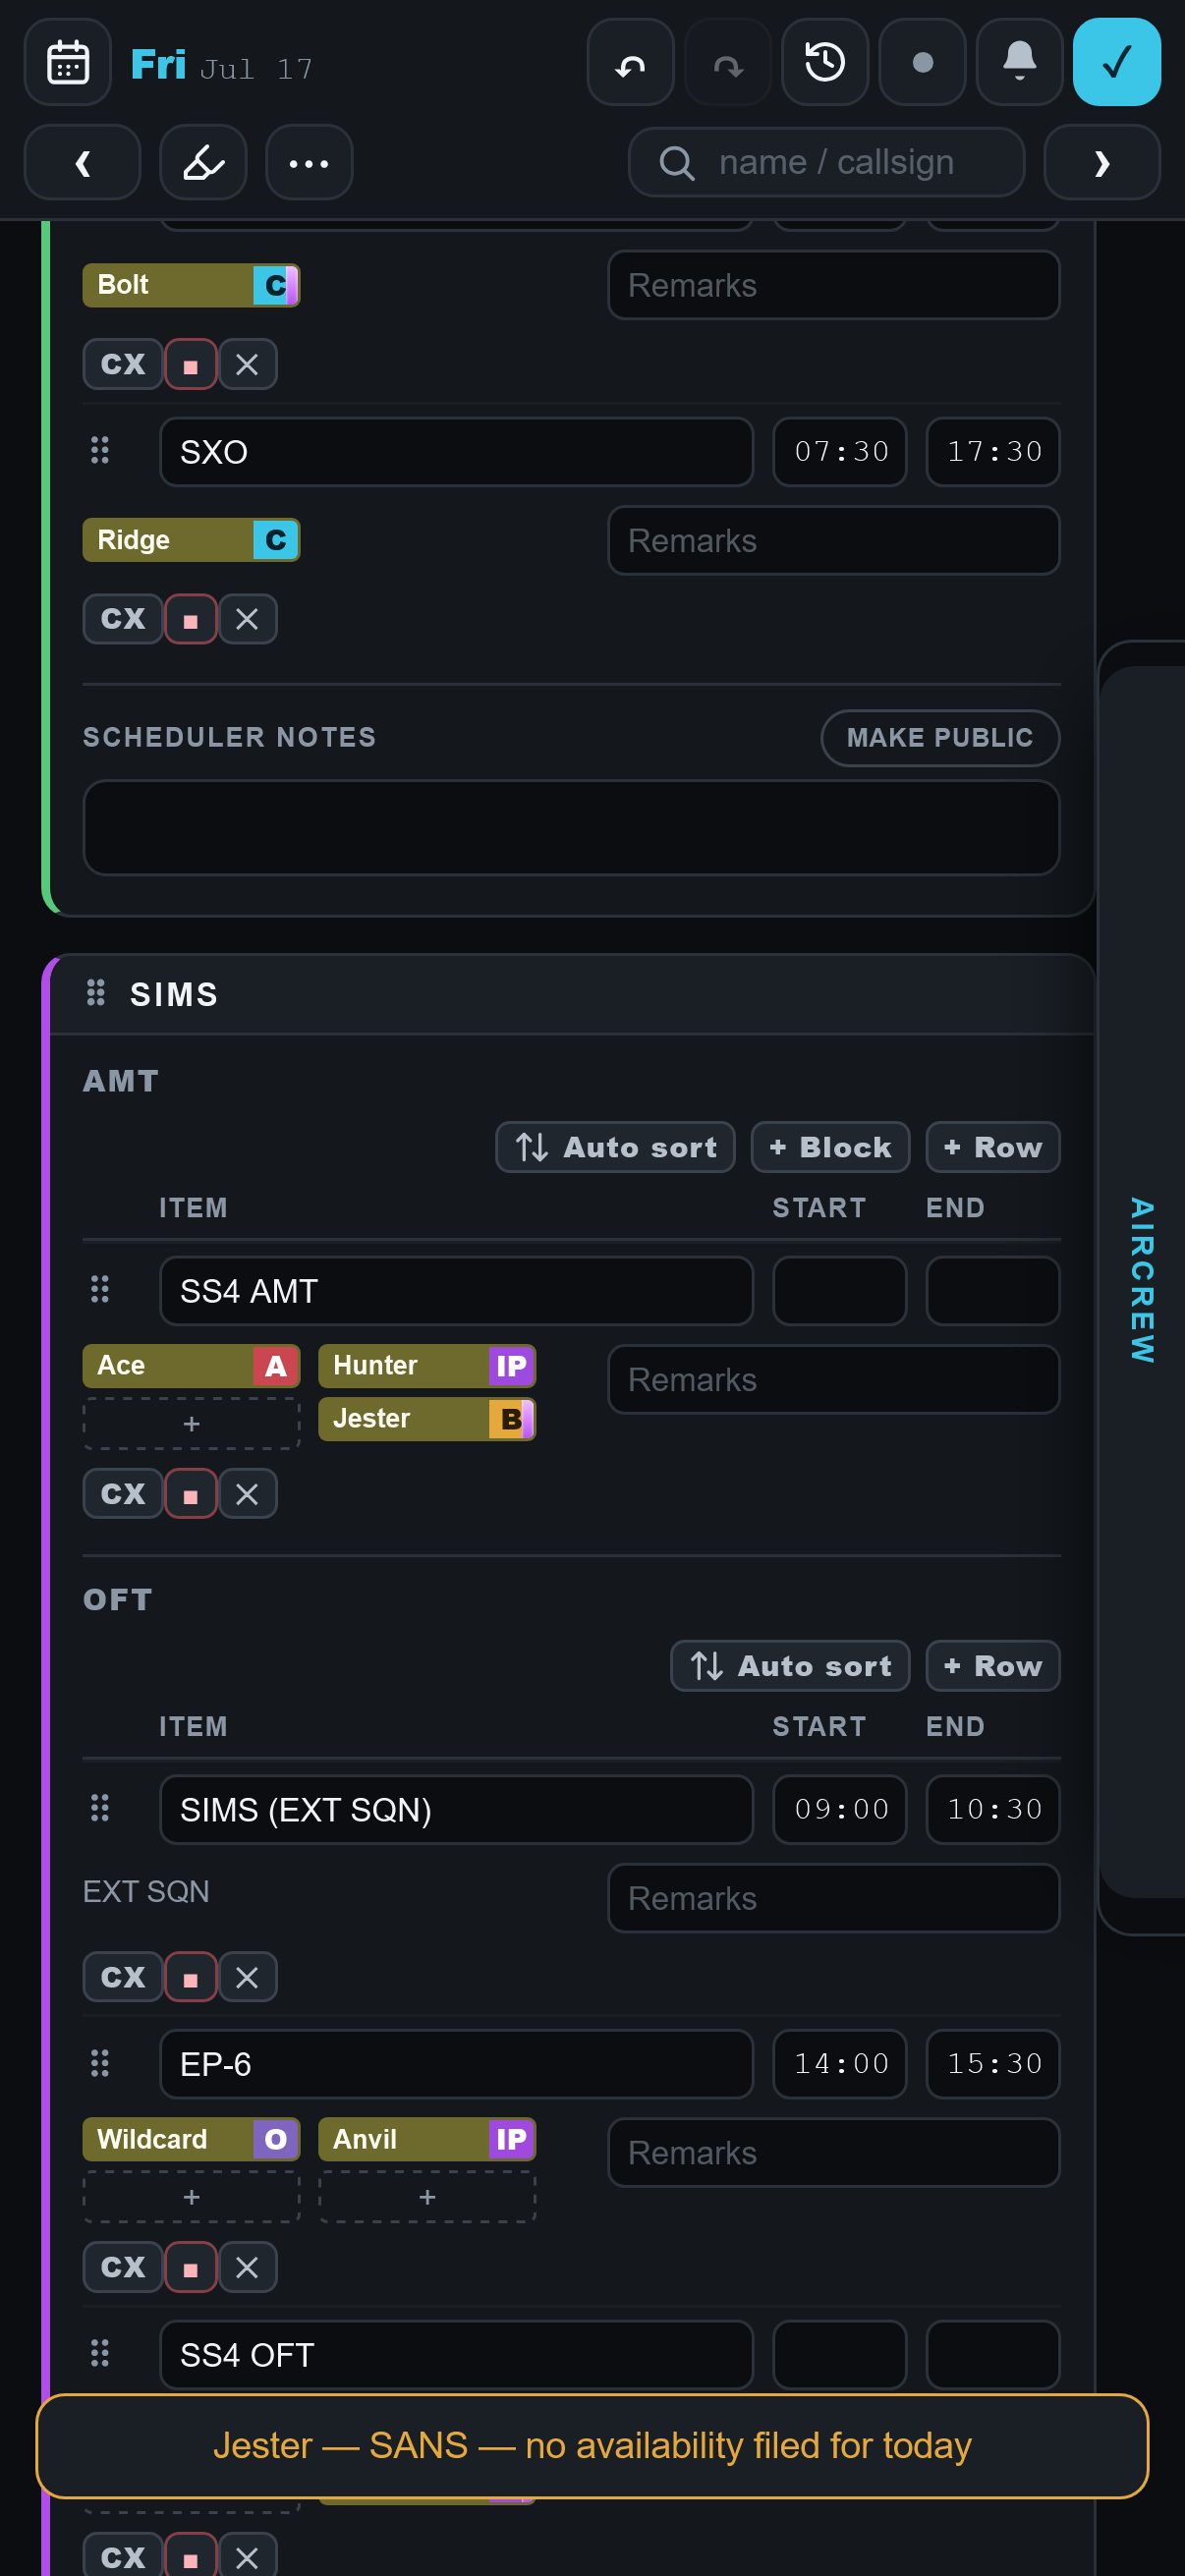 Fri Jul 17
name / callsign
Bolt C
Remarks
CX
SXO 07:30 17:30
Ridge C
Remarks
CX
SCHEDULER NOTES MAKE PUBLIC
SIMS
AMT
Auto sort + Block + Row
ITEM START END
SS4 AMT
Ace A Hunter IP
Remarks
+ Jester B
CX
OFT
Auto sort + Row
ITEM START END
SIMS (EXT SQN) 09:00 10:30
EXT SQN
Remarks
CX
EP-6 14:00 15:30
Wildcard O Anvil IP
Remarks
+ +
CX
SS4 OFT
Jester — SANS — no availability filed for today
CX
AIRCREW